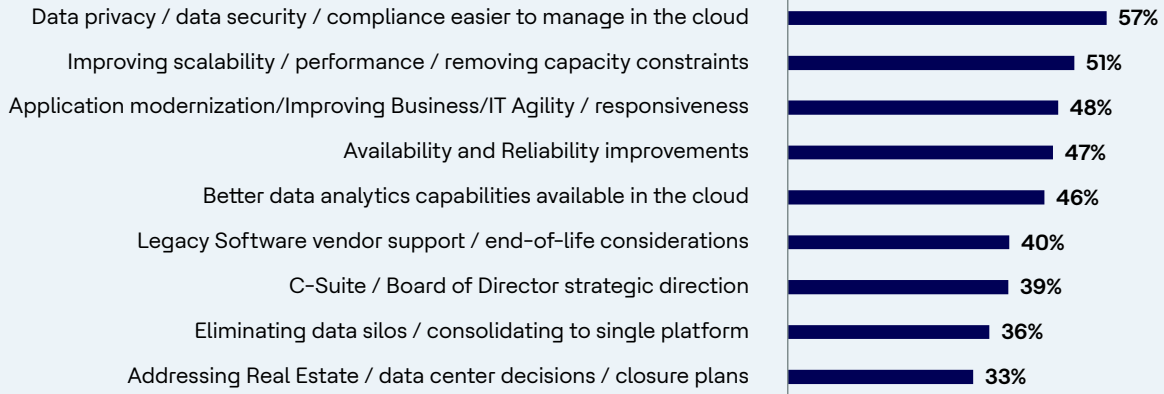 Data privacy / data security / compliance easier to manage in the cloud 57%
Improving scalability / performance / removing capacity constraints 51%
Application modernization/Improving Business/IT Agility / responsiveness 48%
Availability and Reliability improvements 47%
Better data analytics capabilities available in the cloud 46%
Legacy Software vendor support / end-of-life considerations 40%
C-Suite / Board of Director strategic direction 39%
Eliminating data silos / consolidating to single platform 36%
Addressing Real Estate / data center decisions / closure plans 33%